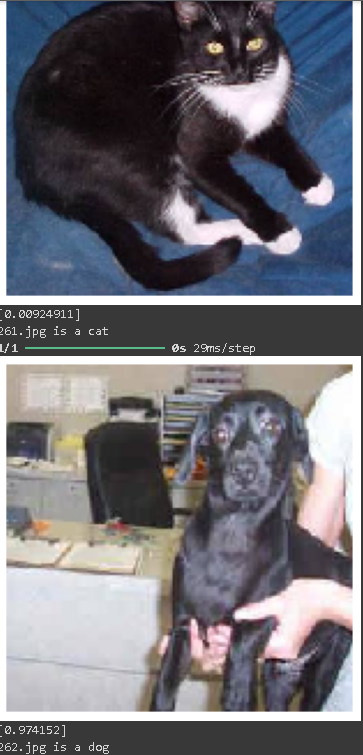 [0.00924911]
261.jpg is a cat
1/1 0s 29ms/step
[0.974152]
262.jpg is a dog